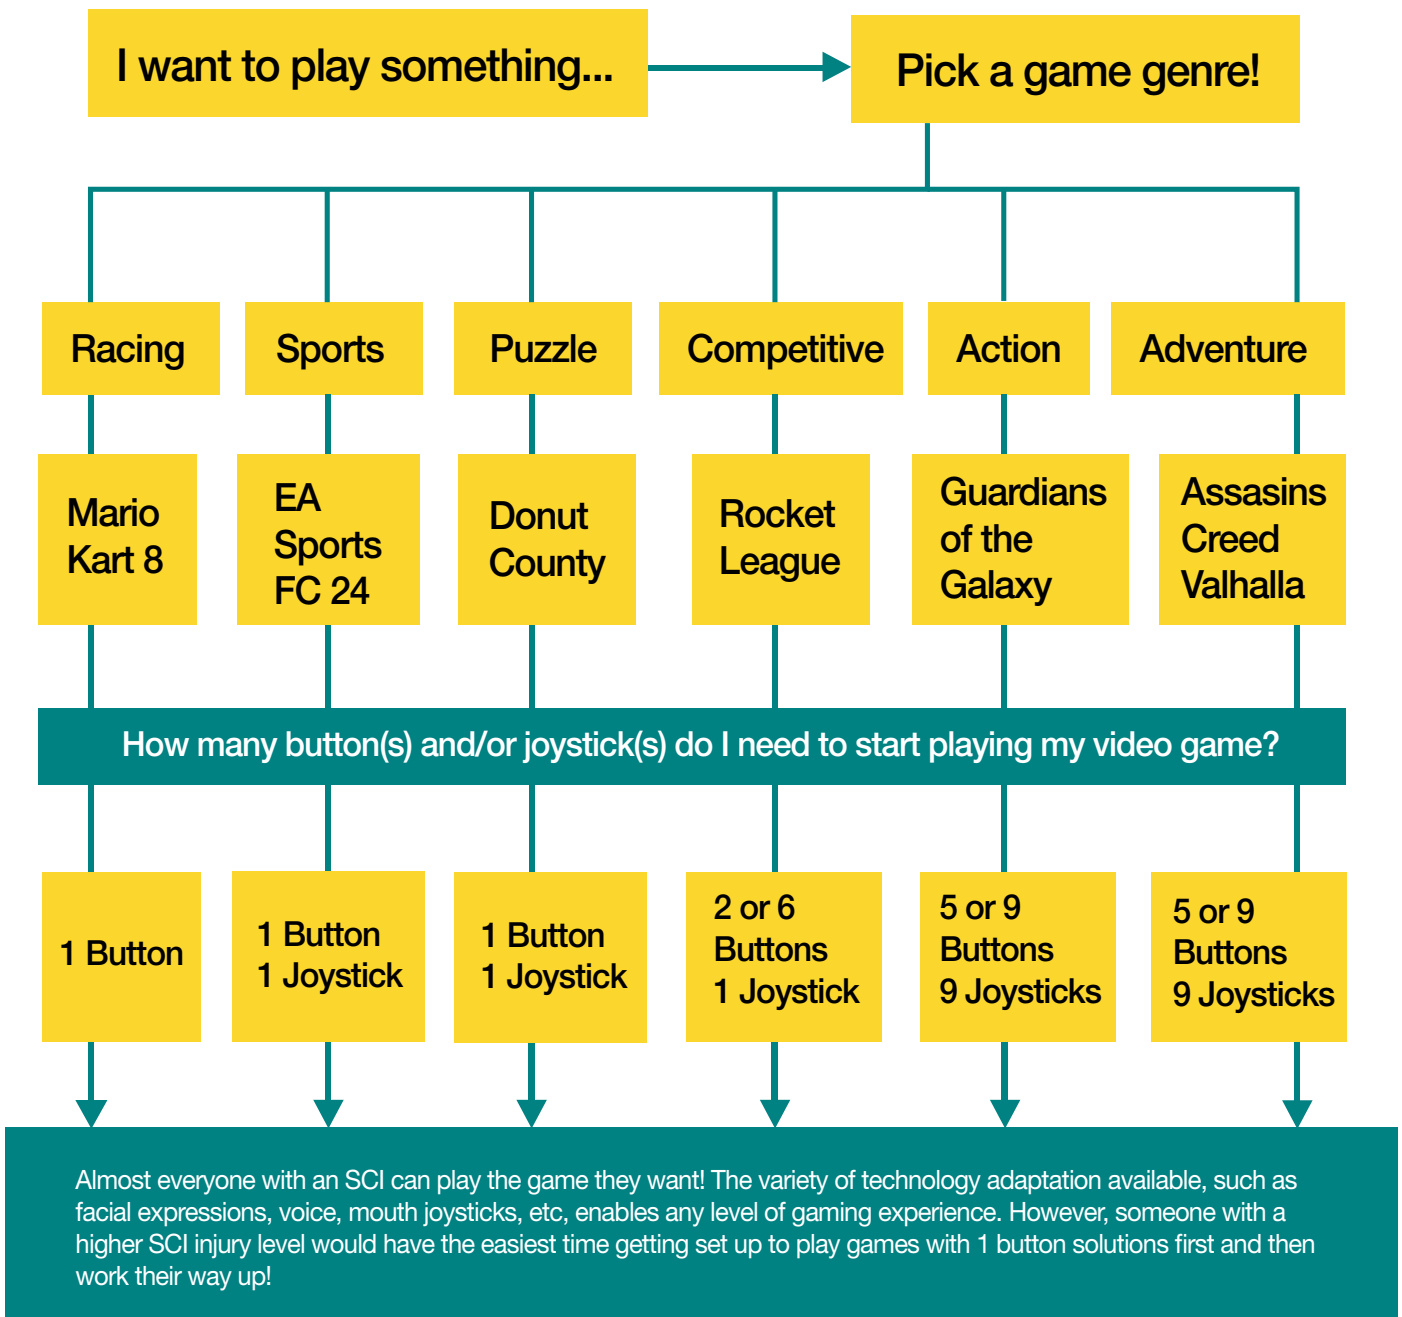 I want to play something...
Pick a game genre!
Racing
Sports
Puzzle
Competitive
Action
Adventure
Mario
Kart 8
EA
Sports
FC 24
Donut
County
Rocket
League
Guardians
of the
Galaxy
Assasins
Creed
Valhalla
How many button(s) and/or joystick(s) do I need to start playing my video game?
1 Button
1 Button
1 Joystick
1 Button
1 Joystick
2 or 6
Buttons
1 Joystick
5 or 9
Buttons
9 Joysticks
5 or 9
Buttons
9 Joysticks
Almost everyone with an SCI can play the game they want! The variety of technology adaptation available, such as
facial expressions, voice, mouth joysticks, etc, enables any level of gaming experience. However, someone with a
higher SCI injury level would have the easiest time getting set up to play games with 1 button solutions first and then
work their way up!